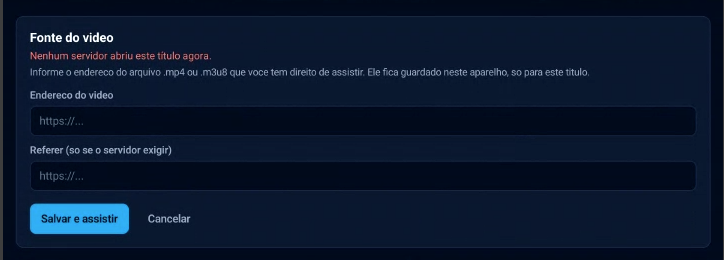 Fonte do video
Nenhum servidor abriu este título agora.
Informe o endereco do arquivo .mp4 ou .m3u8 que voce tem direito de assistir. Ele fica guardado neste aparelho, so para este titulo.
Endereco do video
https://...
Referer (so se o servidor exigir)
https://...
Salvar e assistir
Cancelar